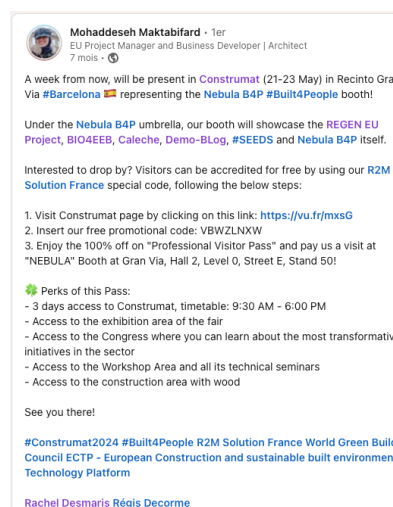 Mohaddeseh Maktabifard • 1er
EU Project Manager and Business Developer | Architect
7 mois •
A week from now, will be present in Construmat (21-23 May) in Recinto Gra
Via #Barcelona 🇪🇸 representing the Nebula B4P #Built4People booth!
Under the Nebula B4P umbrella, our booth will showcase the REGEN EU
Project, BIO4EEB, Caleche, Demo-BLog, #SEEDS and Nebula B4P itself.
Interested to drop by? Visitors can be accredited for free by using our R2M
Solution France special code, following the below steps:
1. Visit Construmat page by clicking on this link: https://vu.fr/mxsG
2. Insert our free promotional code: VBWZLNXW
3. Enjoy the 100% off on "Professional Visitor Pass" and pay us a visit at
"NEBULA" Booth at Gran Via, Hall 2, Level 0, Street E, Stand 50!
🍀 Perks of this Pass:
- 3 days access to Construmat, timetable: 9:30 AM – 6:00 PM
- Access to the exhibition area of the fair
- Access to the Congress where you can learn about the most transformativ
initiatives in the sector
- Access to the Workshop Area and all its technical seminars
- Access to the construction area with wood
See you there!
#Construmat2024 #Built4People R2M Solution France World Green Buil
Council ECTP - European Construction and sustainable built environmen
Technology Platform
Rachel Desmaris Régis Decorme